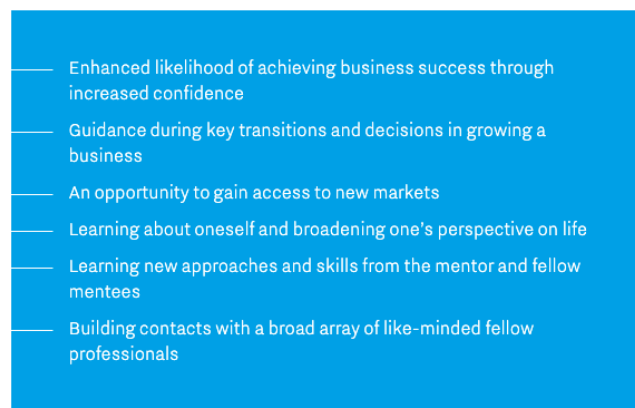 Enhanced likelihood of achieving business success through
increased confidence
Guidance during key transitions and decisions in growing a
business
An opportunity to gain access to new markets
Learning about oneself and broadening one’s perspective on life
Learning new approaches and skills from the mentor and fellow
mentees
Building contacts with a broad array of like-minded fellow
professionals